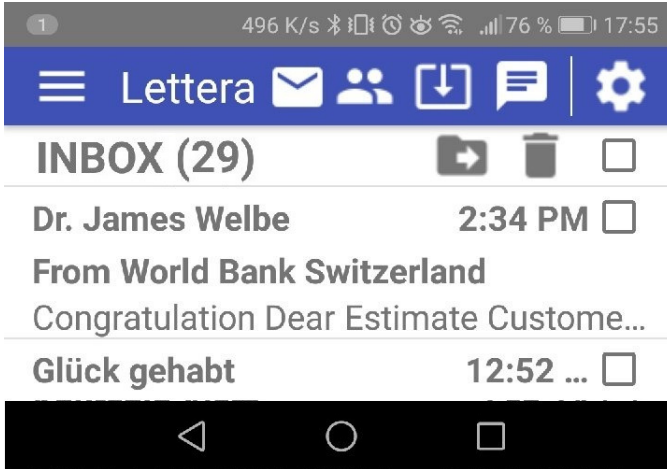 1 496 K/s 76 % 17:55
Lettera
INBOX (29)
Dr. James Welbe 2:34 PM
From World Bank Switzerland
Congratulation Dear Estimate Custome...
Glück gehabt 12:52 ...